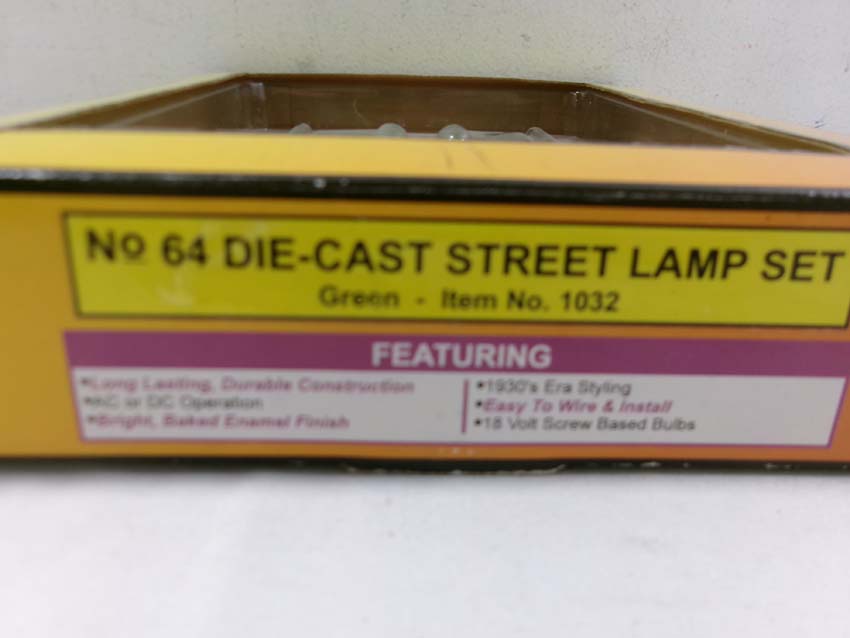 Nº 64 DIE-CAST STREET LAMP SET
Green - Item No. 1032
FEATURING
•Long Lasting, Durable Construction
•AC or DC Operation
•Bright, Baked Enamel Finish
•1930's Era Styling
•Easy To Wire & Install
•18 Volt Screw Based Bulbs